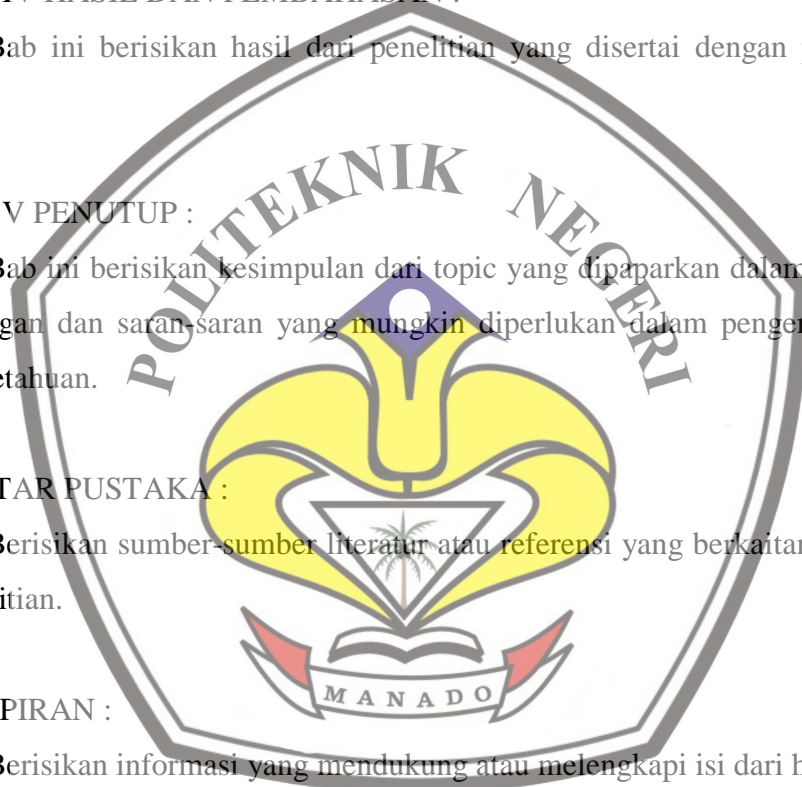 IV HASIL DAN PEMBAHASAN :
Bab ini berisikan hasil dari penelitian yang disertai dengan
V PENUTUP :
Bab ini berisikan kesimpulan dari topic yang dipaparkan dalam
gan dan saran-saran yang mungkin diperlukan dalam penger
etahuan.
TAR PUSTAKA :
Berisikan sumber-sumber literatur atau referensi yang berkaitan
itian.
PIRAN :
Berisikan informasi yang mendukung atau melengkapi isi dari h
POLITEKNIK NEGERI
MANADO